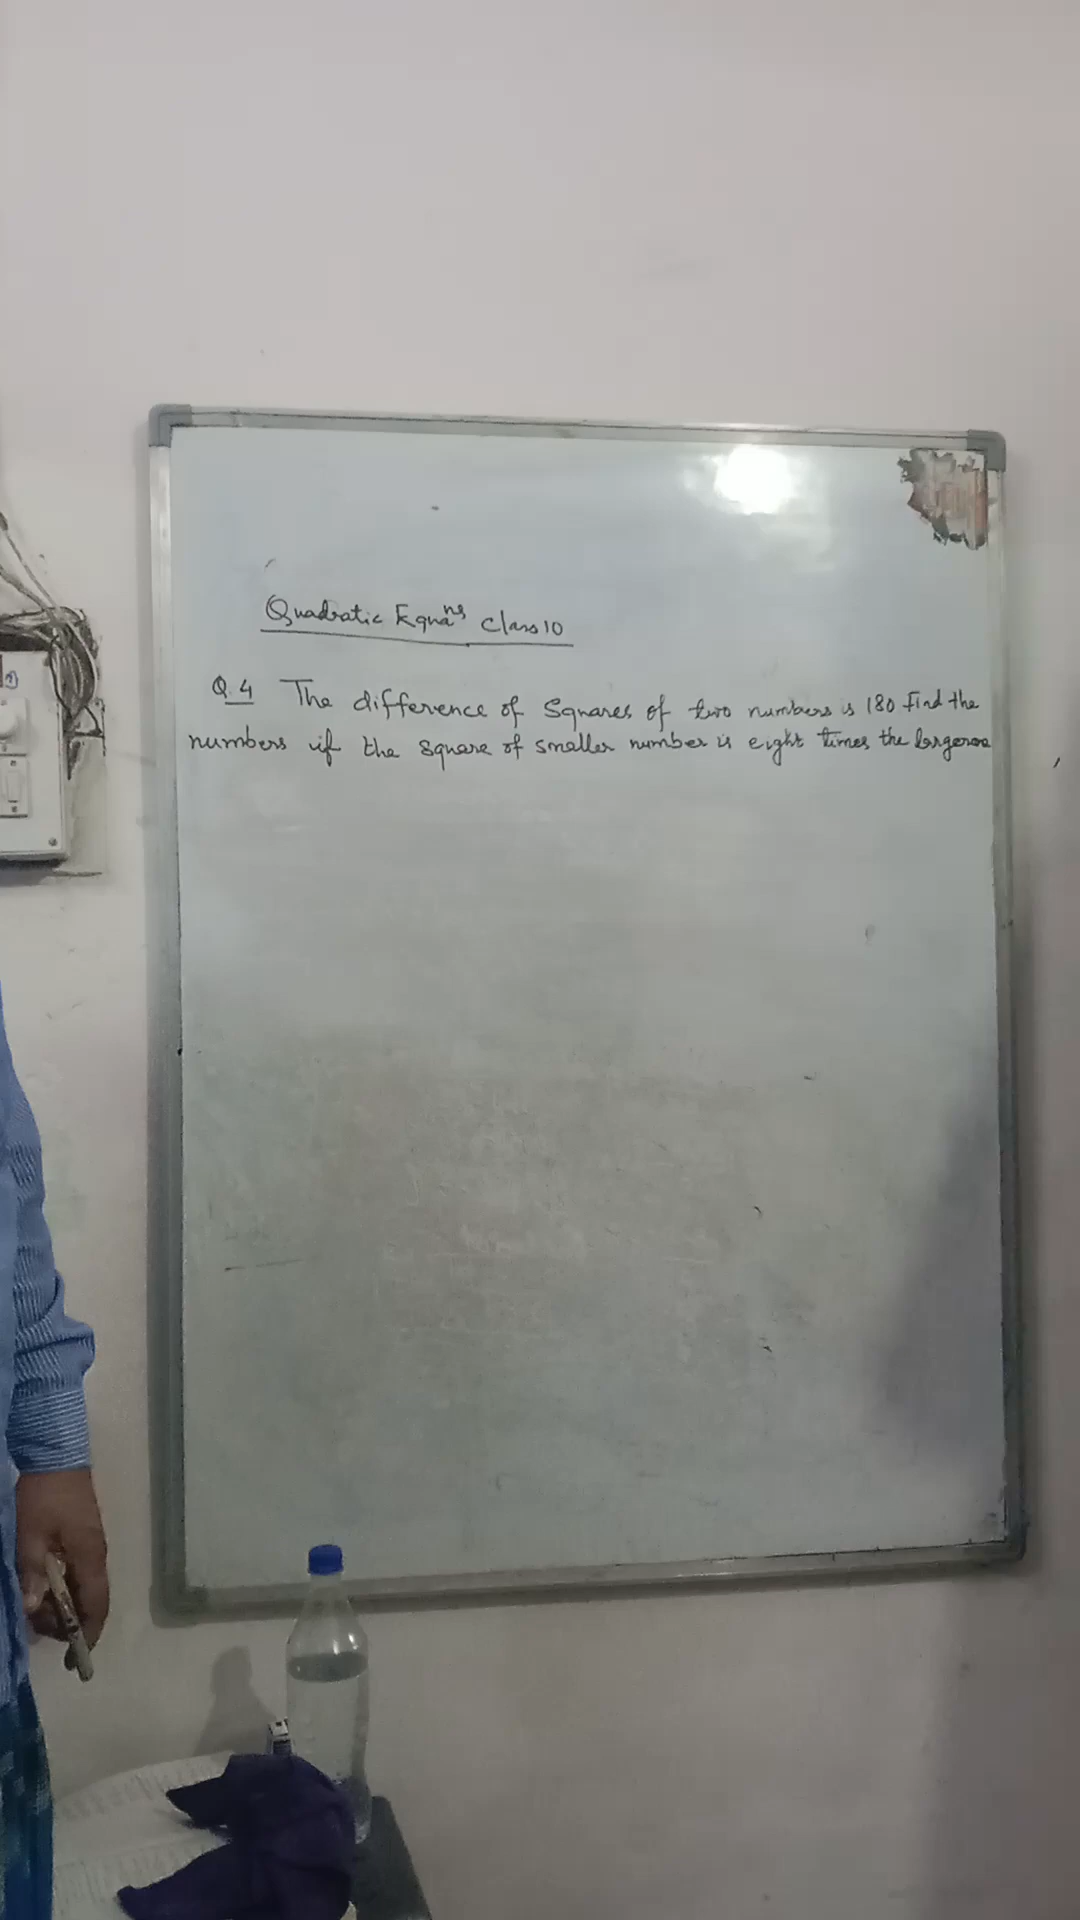 Quadratic Equaⁿˢ Class 10
Q.4 The difference of Squares of two numbers is 180 Find the
numbers if the square of smaller number is eight times the larger